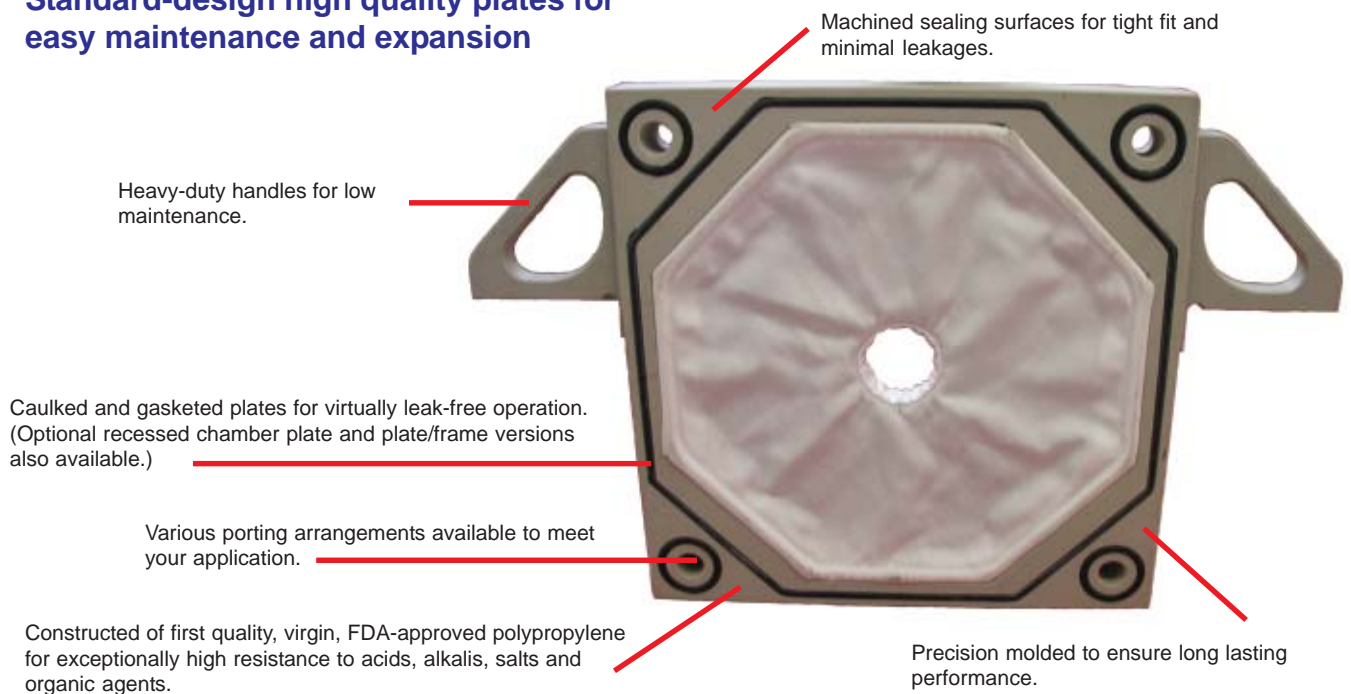 Standard-design high quality plates for
easy maintenance and expansion
Machined sealing surfaces for tight fit and
minimal leakages.
Heavy-duty handles for low
maintenance.
Caulked and gasketed plates for virtually leak-free operation.
(Optional recessed chamber plate and plate/frame versions
also available.)
Various porting arrangements available to meet
your application.
Constructed of first quality, virgin, FDA-approved polypropylene
for exceptionally high resistance to acids, alkalis, salts and
organic agents.
Precision molded to ensure long lasting
performance.